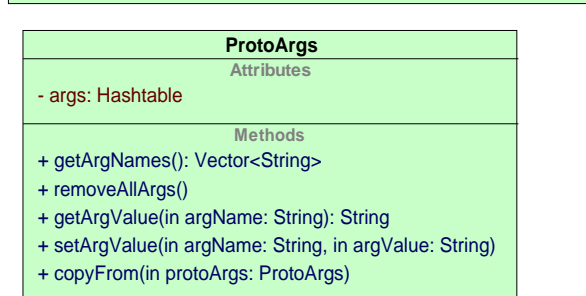 ProtoArgs
Attributes
- args: Hashtable
Methods
+ getArgNames(): Vector<String>
+ removeAllArgs()
+ getArgValue(in argName: String): String
+ setArgValue(in argName: String, in argValue: String)
+ copyFrom(in protoArgs: ProtoArgs)